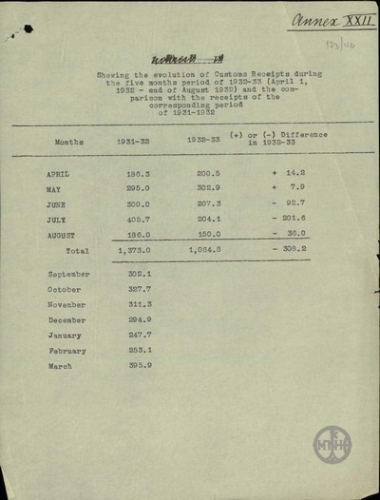 Annex XXII
Showing the evolution of Customs Receipts during
the five months period of 1932-33 (April 1,
1932 - end of August 1932) and the com-
parison with the receipts of the
corresponding period
of 1931-1932
Months 1931-32 1932-33 (+) or (-) Difference
in 1932-33
APRIL 186.3 200.5 + 14.2
MAY 295.0 302.9 + 7.9
JUNE 300.0 207.3 - 92.7
JULY 405.7 204.1 - 201.6
AUGUST 186.0 150.0 - 36.0
Total 1,373.0 1,064.8 - 308.2
September 302.1
October 327.7
November 311.3
December 294.9
January 247.7
February 253.1
March 395.9